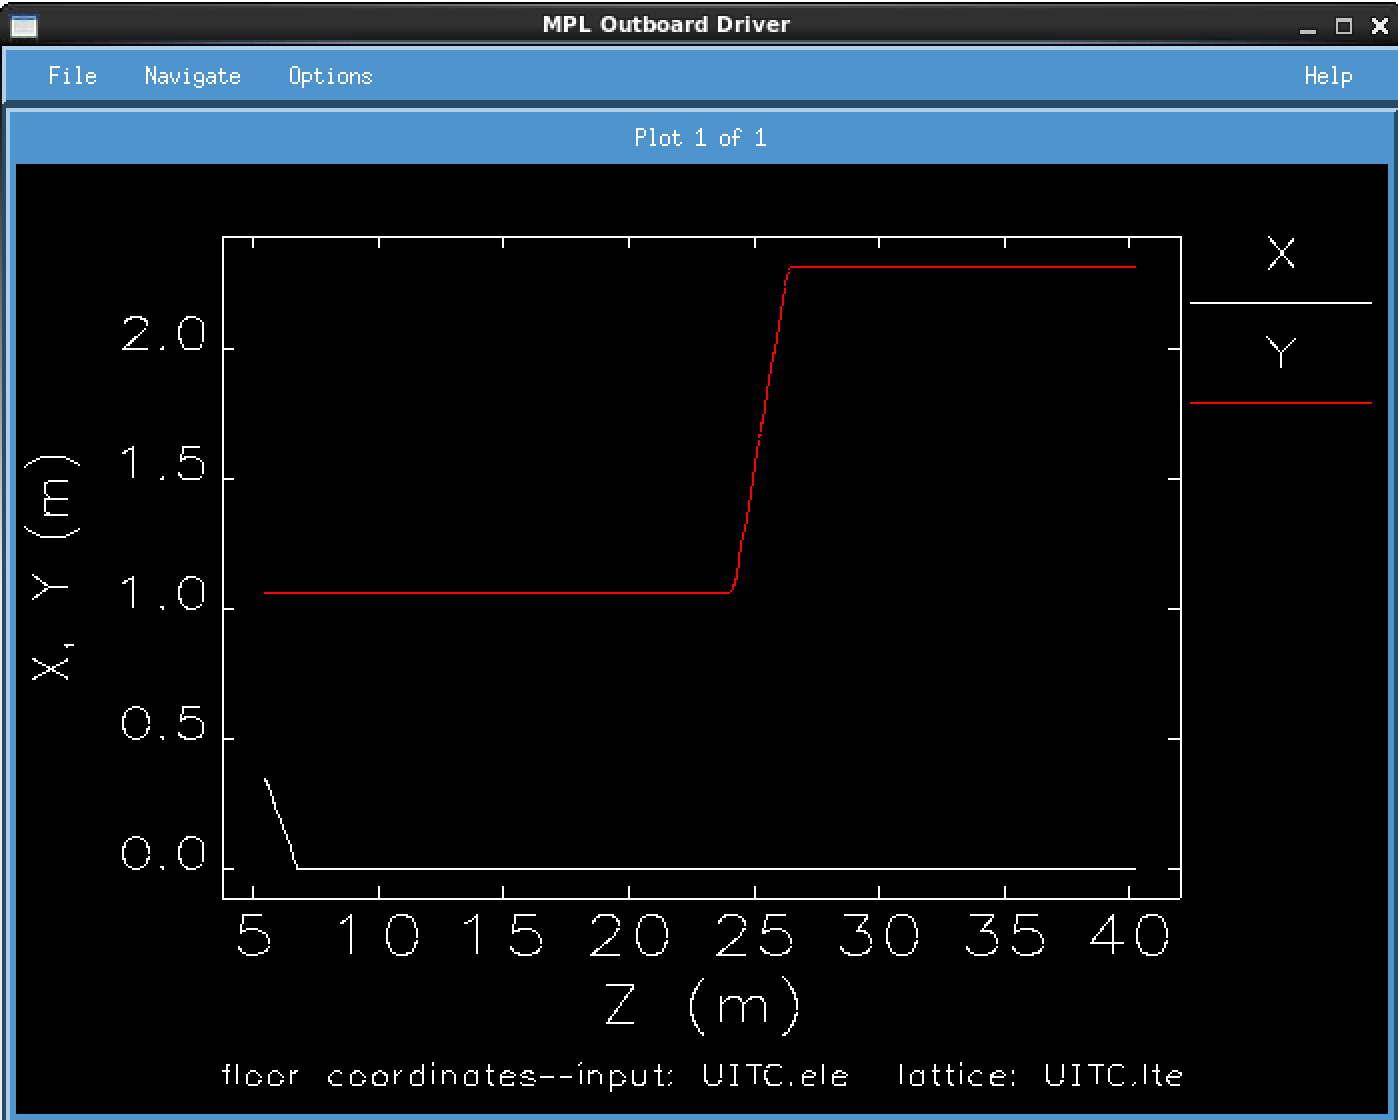 MPL Outboard Driver
File Navigate Options Help
Plot 1 of 1
X
Y
2.0
1.5
1.0
0.5
0.0
X, Y (m)
5 10 15 20 25 30 35 40
Z (m)
floor coordinates--input: UITC.ele lattice: UITC.lte